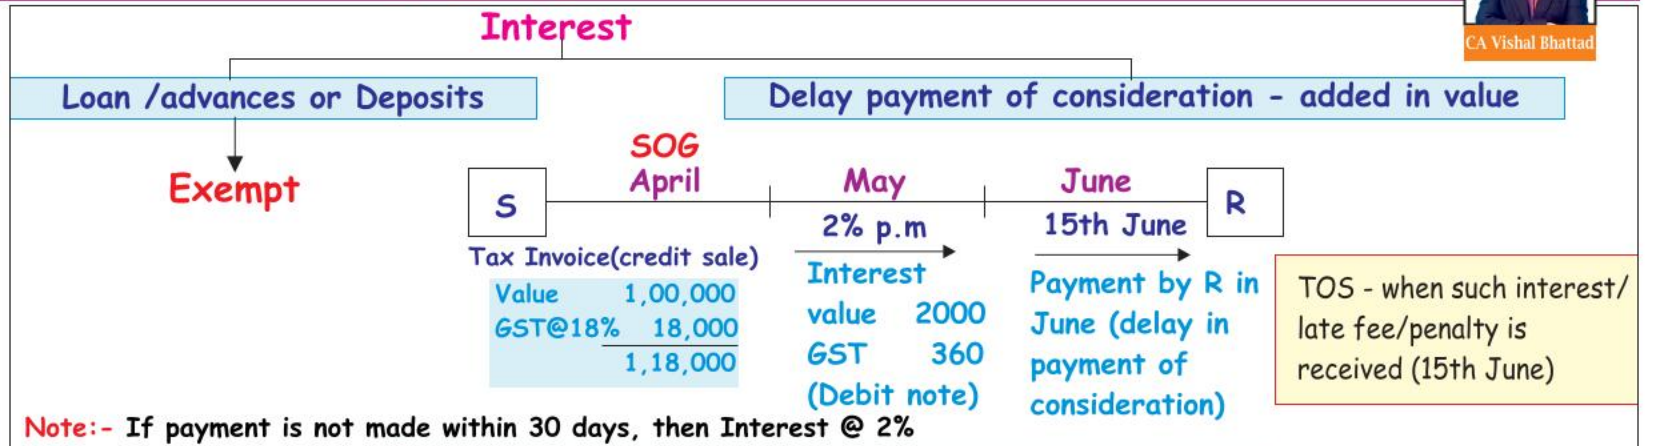 Interest
CA Vishal Bhattad
Loan /advances or Deposits
Delay payment of consideration - added in value
Exempt
SOG
April
May
June
S
R
2% p.m
15th June
Tax Invoice(credit sale)
Value 1,00,000
GST@18% 18,000
1,18,000
Interest
value 2000
GST 360
(Debit note)
Payment by R in
June (delay in
payment of
consideration)
TOS - when such interest/
late fee/penalty is
received (15th June)
Note:- If payment is not made within 30 days, then Interest @ 2%